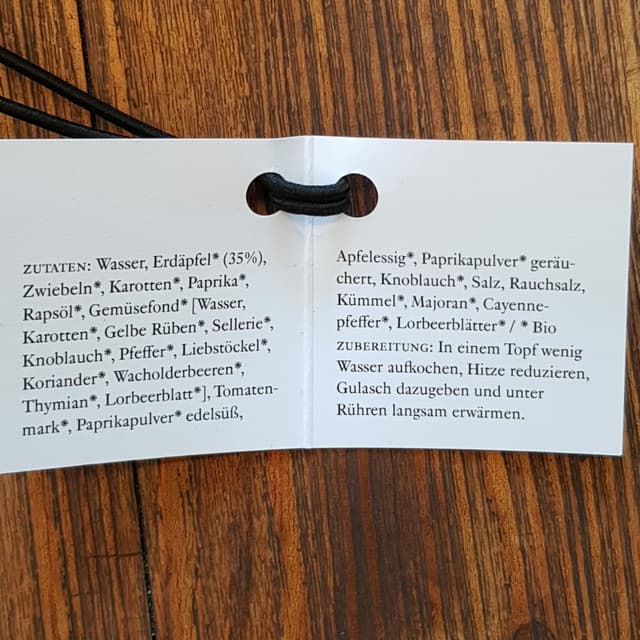 ZUTATEN: Wasser, Erdäpfel* (35%),
Zwiebeln*, Karotten*, Paprika*,
Rapsöl*, Gemüsefond* [Wasser,
Karotten*, Gelbe Rüben*, Sellerie*,
Knoblauch*, Pfeffer*, Liebstöckel*,
Koriander*, Wacholderbeeren*,
Thymian*, Lorbeerblatt*], Tomaten-
mark*, Paprikapulver* edelsüß,
Apfelessig*, Paprikapulver* geräu-
chert, Knoblauch*, Salz, Rauchsalz,
Kümmel*, Majoran*, Cayenne-
pfeffer*, Lorbeerblätter* / * Bio
ZUBEREITUNG: In einem Topf wenig
Wasser aufkochen, Hitze reduzieren,
Gulasch dazugeben und unter
Rühren langsam erwärmen.